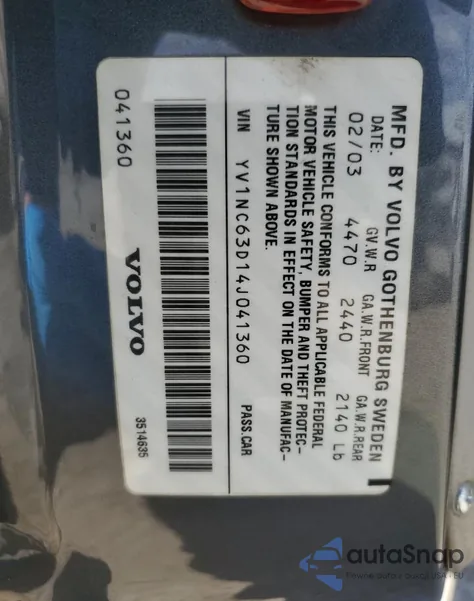 MFD. BY VOLVO GOTHENBURG SWEDEN
DATE: GV.W.R GA.W.R.FRONT GA.W.R.REAR
02/03 4470 2440 2140 Lb
THIS VEHICLE CONFORMS TO ALL APPLICABLE FEDERAL
MOTOR VEHICLE SAFETY, BUMPER AND THEFT PROTEC-
TION STANDARDS IN EFFECT ON THE DATE OF MANUFAC-
TURE SHOWN ABOVE.
VIN YV1NC63D14J041360 PASS.CAR
041360 VOLVO 3514635
autoSnap